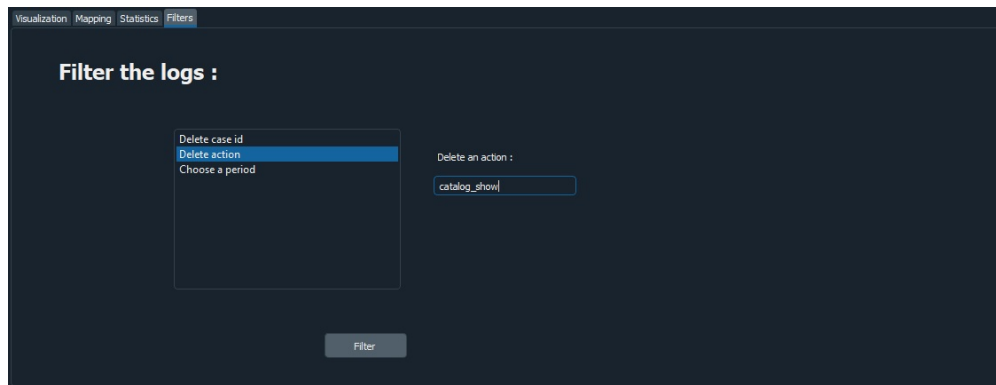 Visualization Mapping Statistics Filters
Filter the logs :
Delete case id
Delete action
Choose a period
Delete an action :
catalog_show
Filter